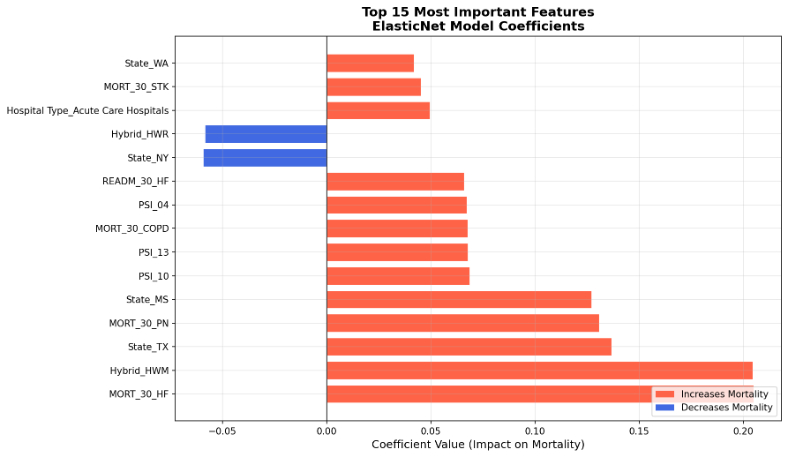 Top 15 Most Important Features
ElasticNet Model Coefficients
State_WA
MORT_30_STK
Hospital Type_Acute Care Hospitals
Hybrid_HWR
State_NY
READM_30_HF
PSI_04
MORT_30_COPD
PSI_13
PSI_10
State_MS
MORT_30_PN
State_TX
Hybrid_HWM
MORT_30_HF
Increases Mortality
Decreases Mortality
−0.05 0.00 0.05 0.10 0.15 0.20
Coefficient Value (Impact on Mortality)